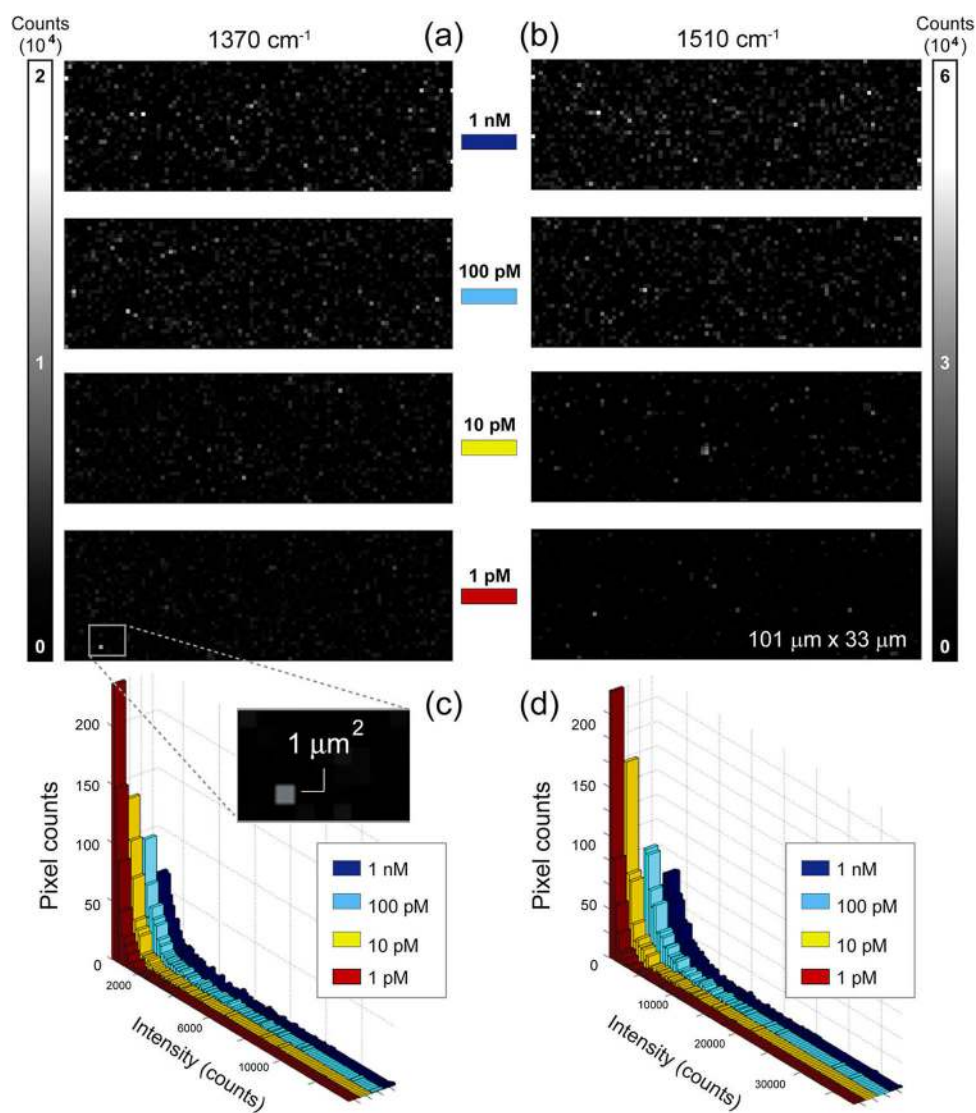 Counts
(10⁴)
1370 cm⁻¹
(a)
(b)
1510 cm⁻¹
Counts
(10⁴)
2
1
0
6
3
0
1 nM
100 pM
10 pM
1 pM
101 μm x 33 μm
(c)
1 μm²
200
150
100
50
0
Pixel counts
2000
6000
10000
Intensity (counts)
1 nM
100 pM
10 pM
1 pM
(d)
200
150
100
50
0
Pixel counts
10000
20000
30000
Intensity (counts)
1 nM
100 pM
10 pM
1 pM